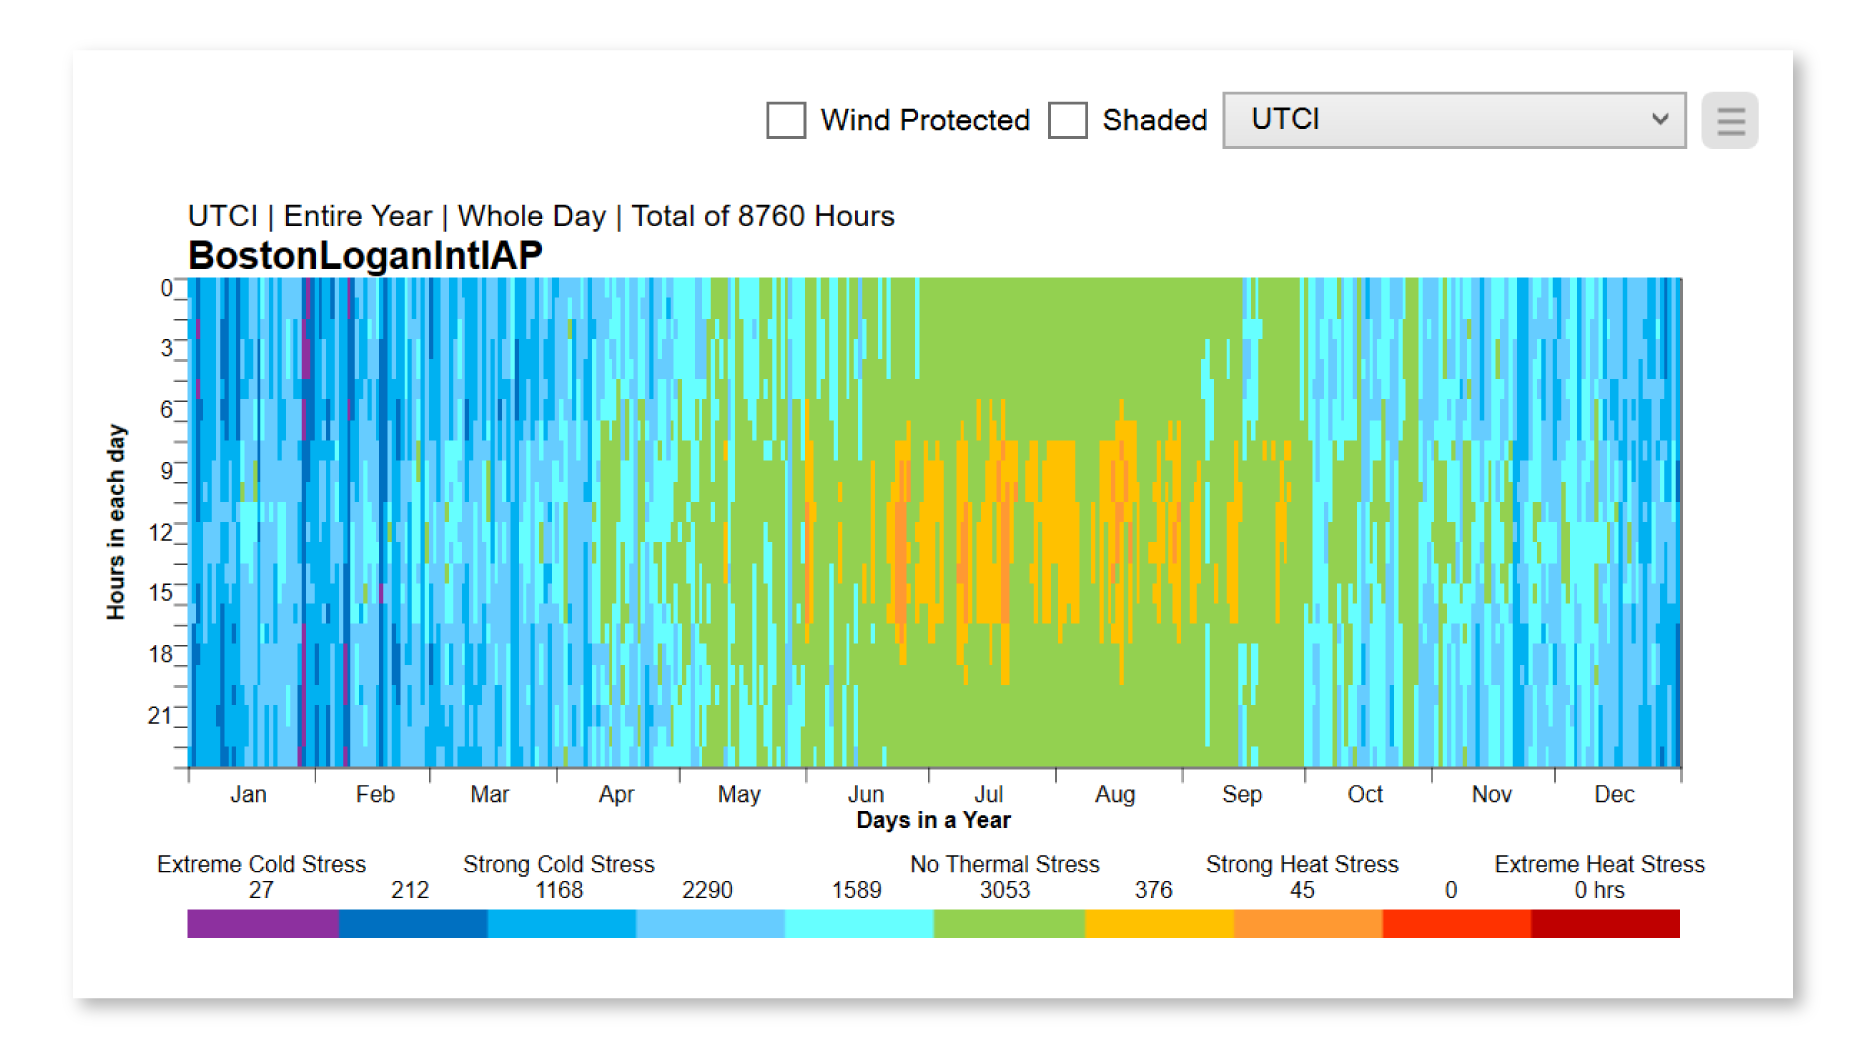 Wind Protected Shaded UTCI
UTCI | Entire Year | Whole Day | Total of 8760 Hours
BostonLoganIntlAP
0
3
6
9
12
15
18
21
Hours in each day
Jan Feb Mar Apr May Jun Jul Aug Sep Oct Nov Dec
Days in a Year
Extreme Cold Stress Strong Cold Stress No Thermal Stress Strong Heat Stress Extreme Heat Stress
27 212 1168 2290 1589 3053 376 45 0 0 hrs